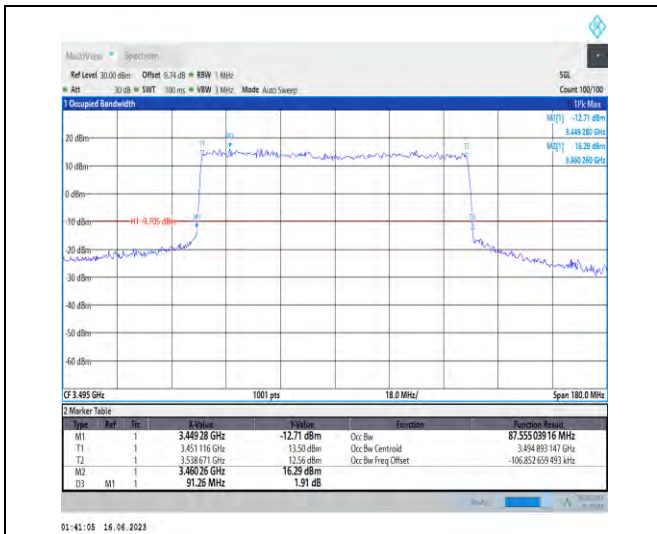 MultiView Spectrum
Ref Level 30.00 dBm Offset 9.74 dB RBW 1 MHz SGL
Att 30 dB SWT 100 ms VBW 3 MHz Mode Auto Sweep Count 100/100
1 Occupied Bandwidth 1Pk Max
M1[1] -12.71 dBm
3.449 280 GHz
M2[1] 16.29 dBm
3.460 260 GHz
20 dBm
T1 T2
10 dBm
0 dBm
-10 dBm H1 -9.705 dBm
-20 dBm
-30 dBm
-40 dBm
-50 dBm
-60 dBm
CF 3.495 GHz 1001 pts 18.0 MHz/ Span 180.0 MHz
2 Marker Table
Type Ref Trc X-Value Y-Value Function Function Result
M1 1 3.449 28 GHz -12.71 dBm Occ Bw 87.555 039 16 MHz
T1 1 3.451 116 GHz 13.50 dBm Occ Bw Centroid 3.494 893 147 GHz
T2 1 3.538 671 GHz 12.56 dBm Occ Bw Freq Offset -106.852 659 493 kHz
M2 1 3.460 26 GHz 16.29 dBm
D3 M1 1 91.26 MHz 1.91 dB
01:41:05 16.06.2023